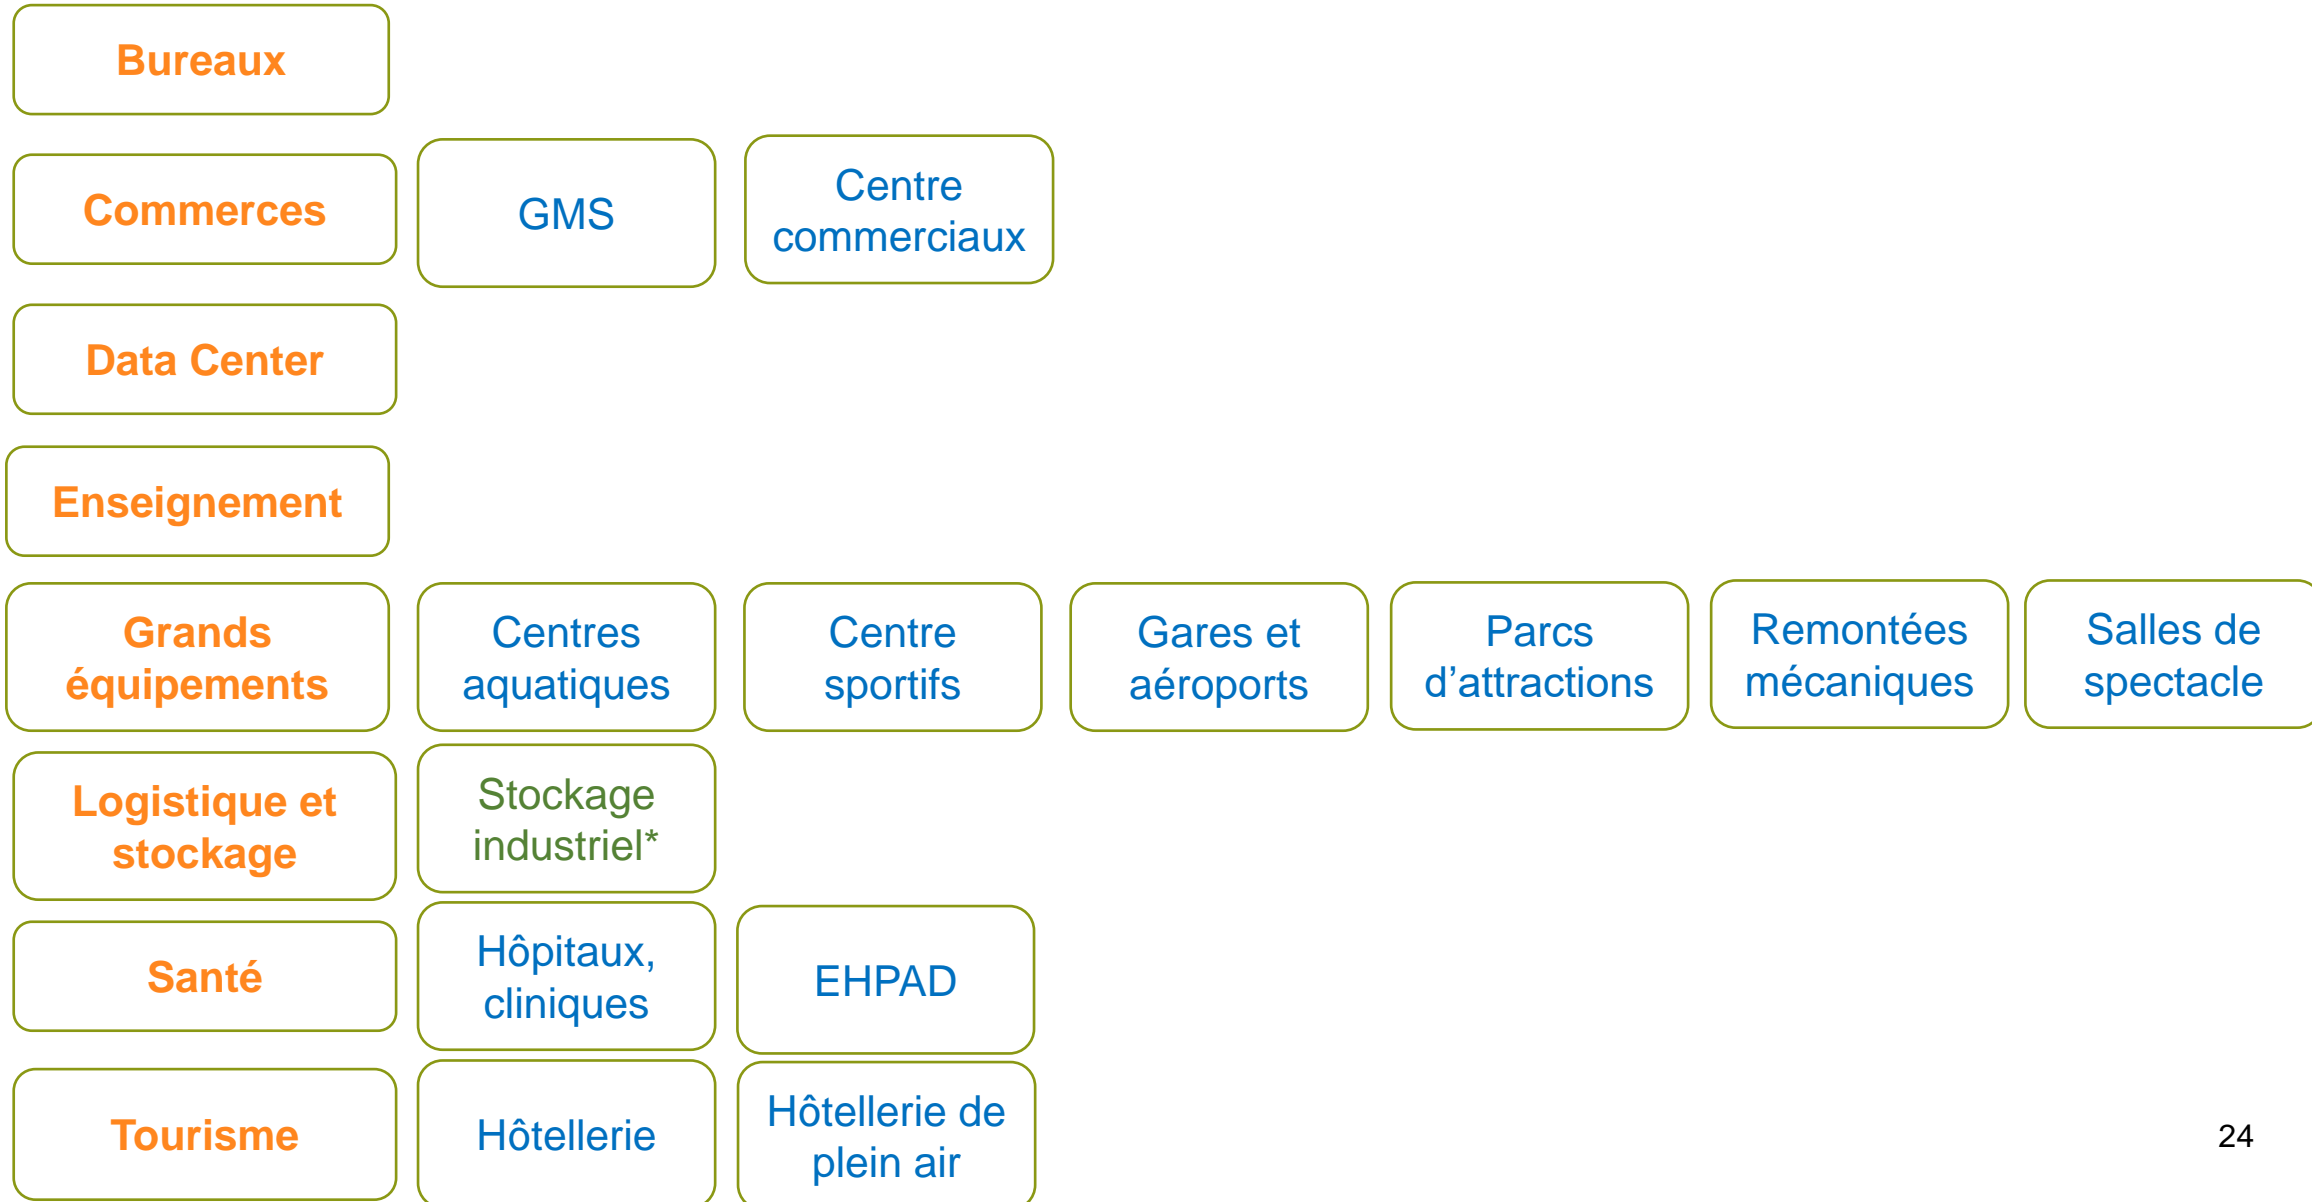 Bureaux
Commerces
GMS
Centre
commerciaux
Data Center
Enseignement
Grands
équipements
Centres
aquatiques
Centre
sportifs
Gares et
aéroports
Parcs
d’attractions
Remontées
mécaniques
Salles de
spectacle
Logistique et
stockage
Stockage
industriel*
Santé
Hôpitaux,
cliniques
EHPAD
Tourisme
Hôtellerie
Hôtellerie de
plein air
24